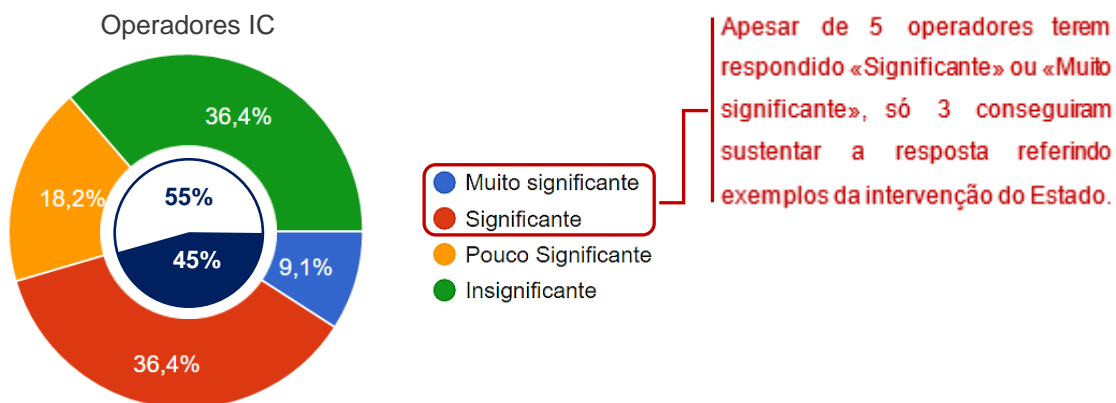 Operadores IC
36,4%
18,2%
55%
45%
9,1%
36,4%
Muito significante
Significante
Pouco Significante
Insignificante
Apesar de 5 operadores terem
respondido «Significante» ou «Muito
significante», só 3 conseguiram
sustentar a resposta referindo
exemplos da intervenção do Estado.